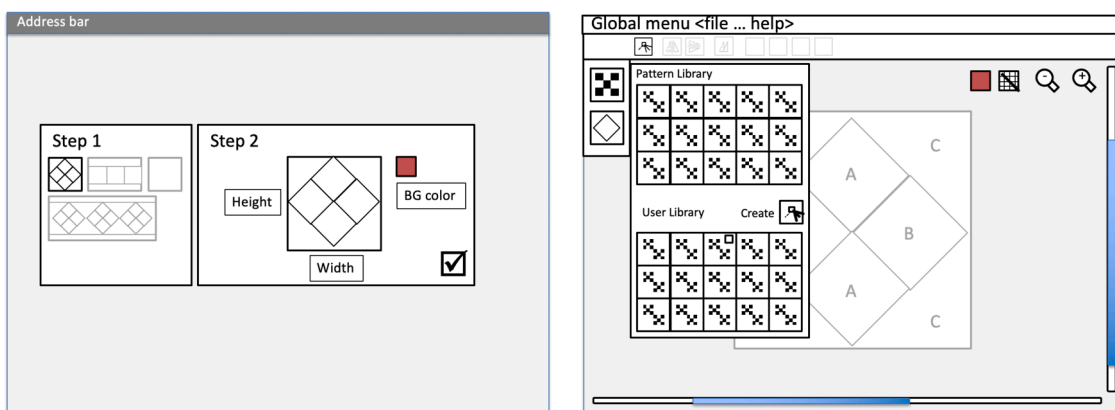 Address bar
Step 1
Step 2
Height
BG color
Width
Global menu <file ... help>
Pattern Library
User Library
Create
A
C
B
A
C